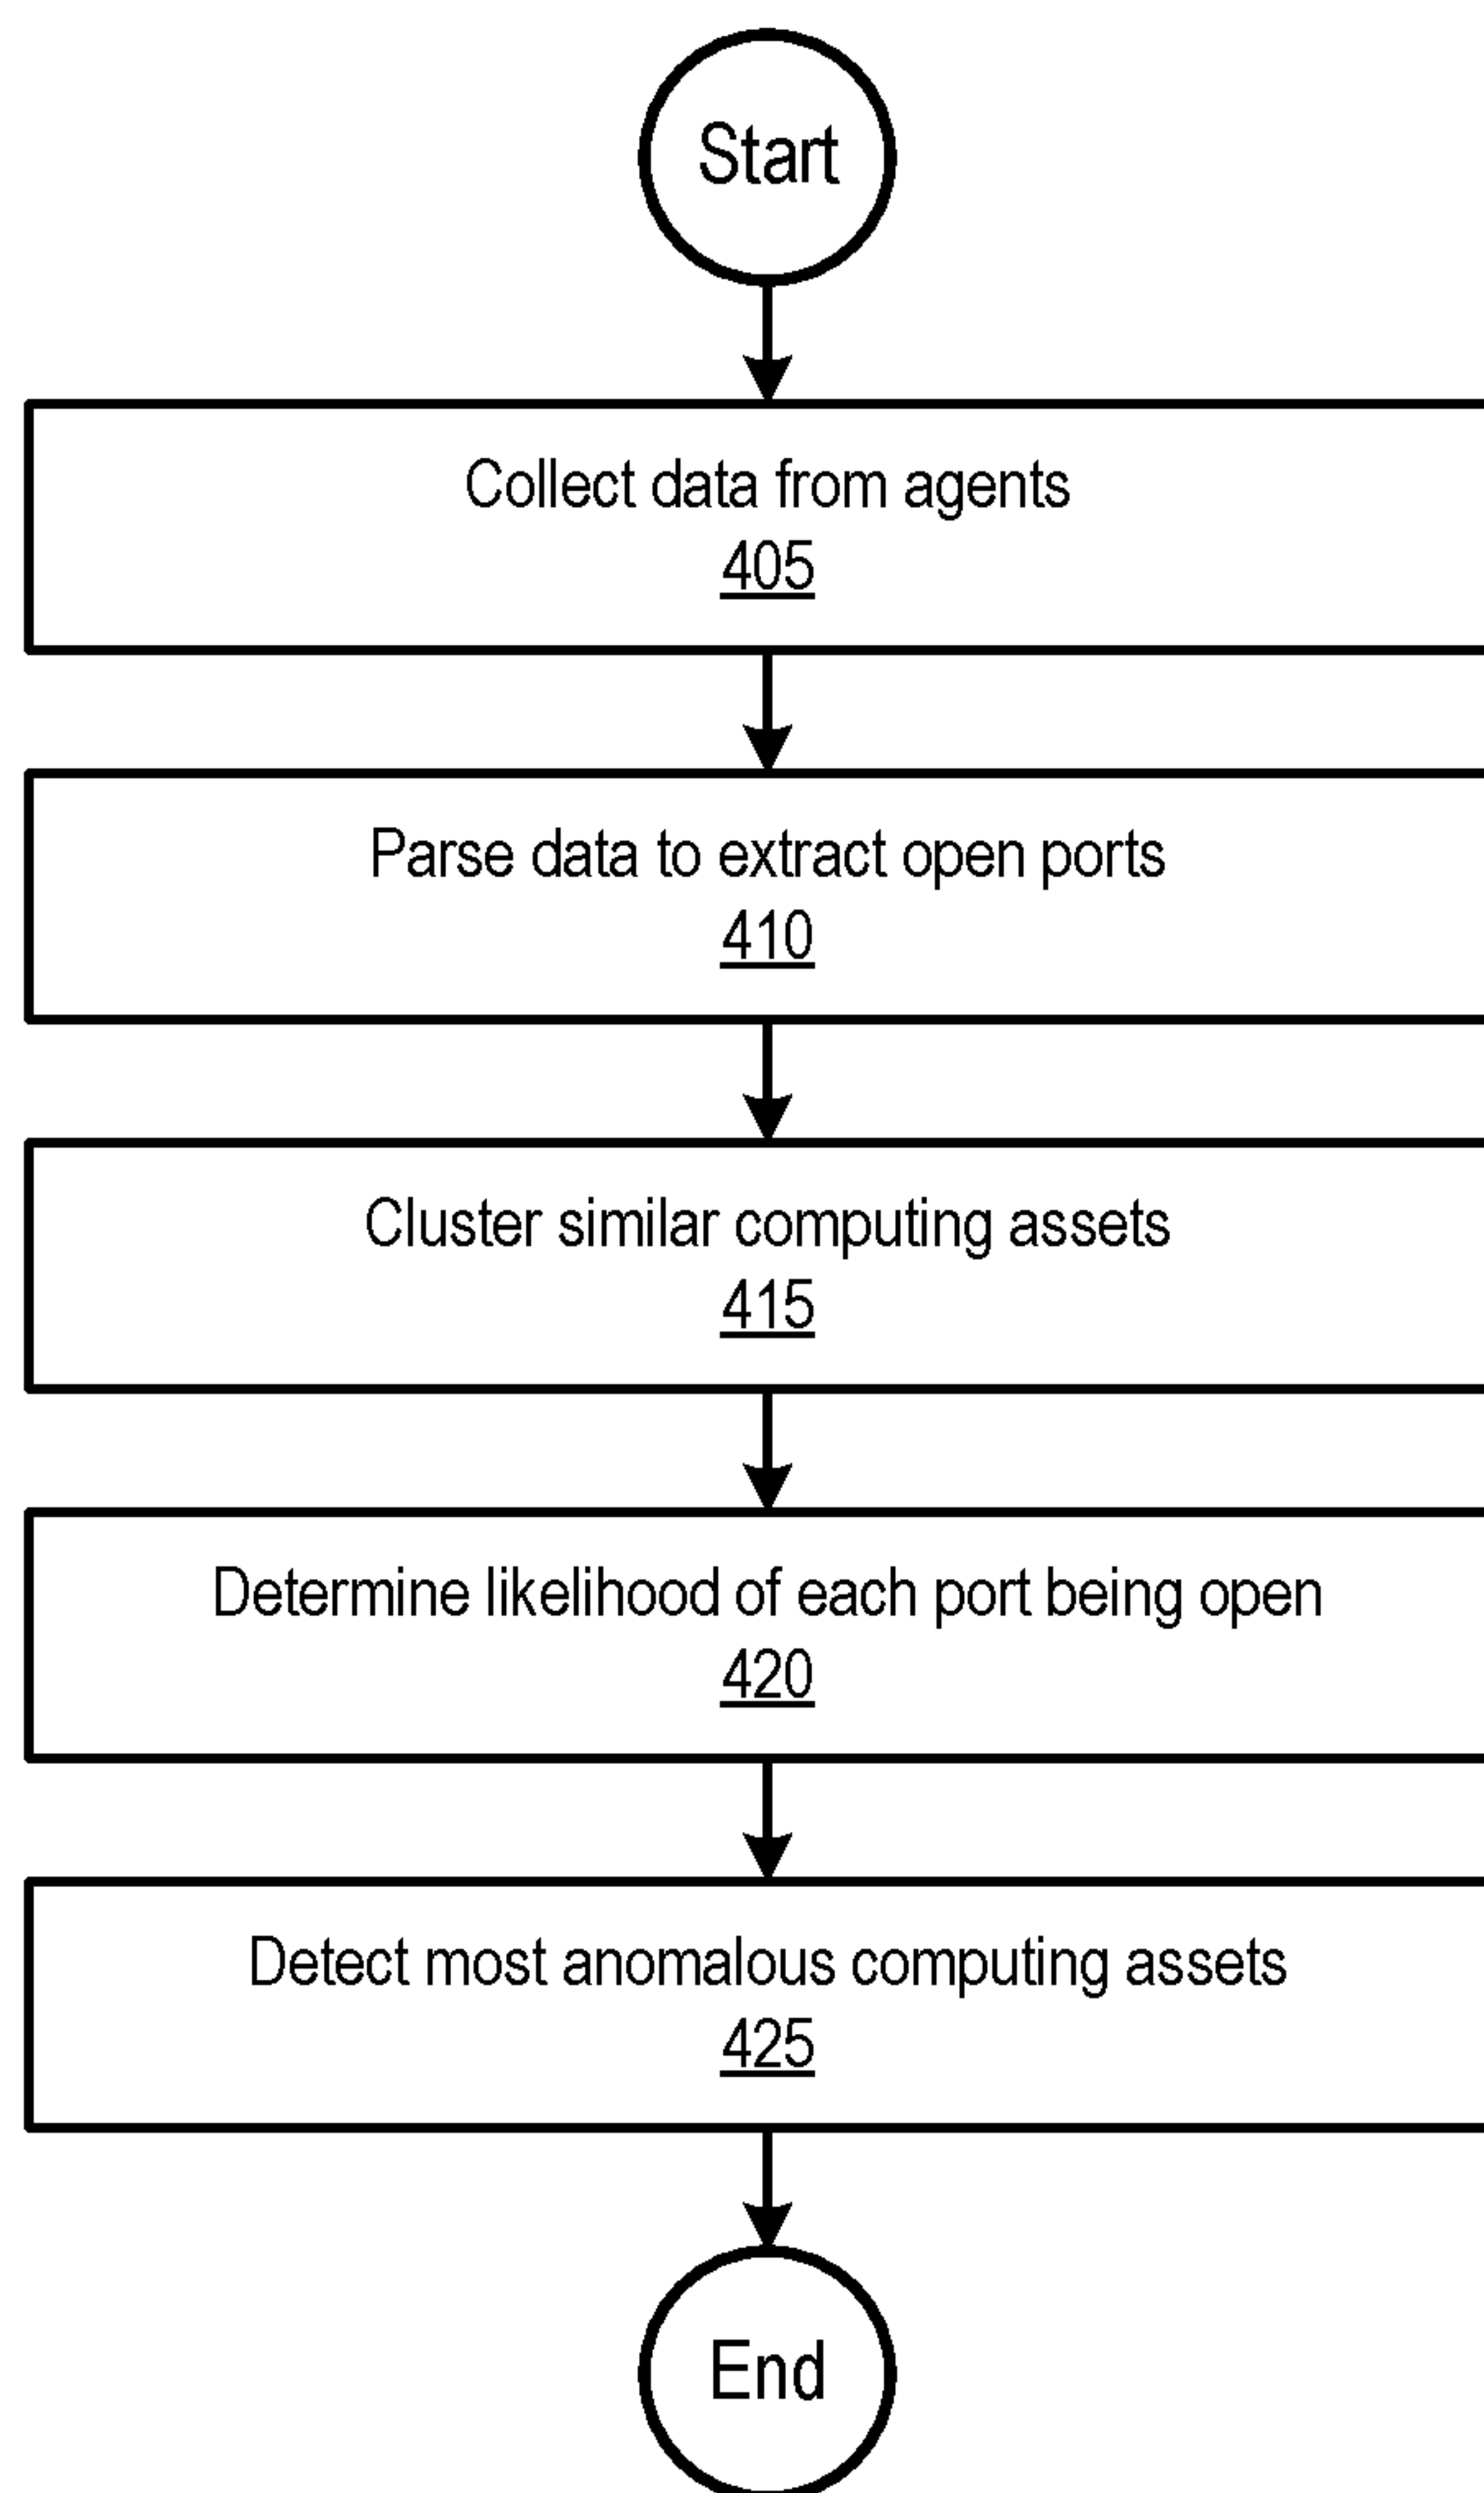 Start
Collect data from agents
405
Parse data to extract open ports
410
Cluster similar computing assets
415
Determine likelihood of each port being open
420
Detect most anomalous computing assets
425
End